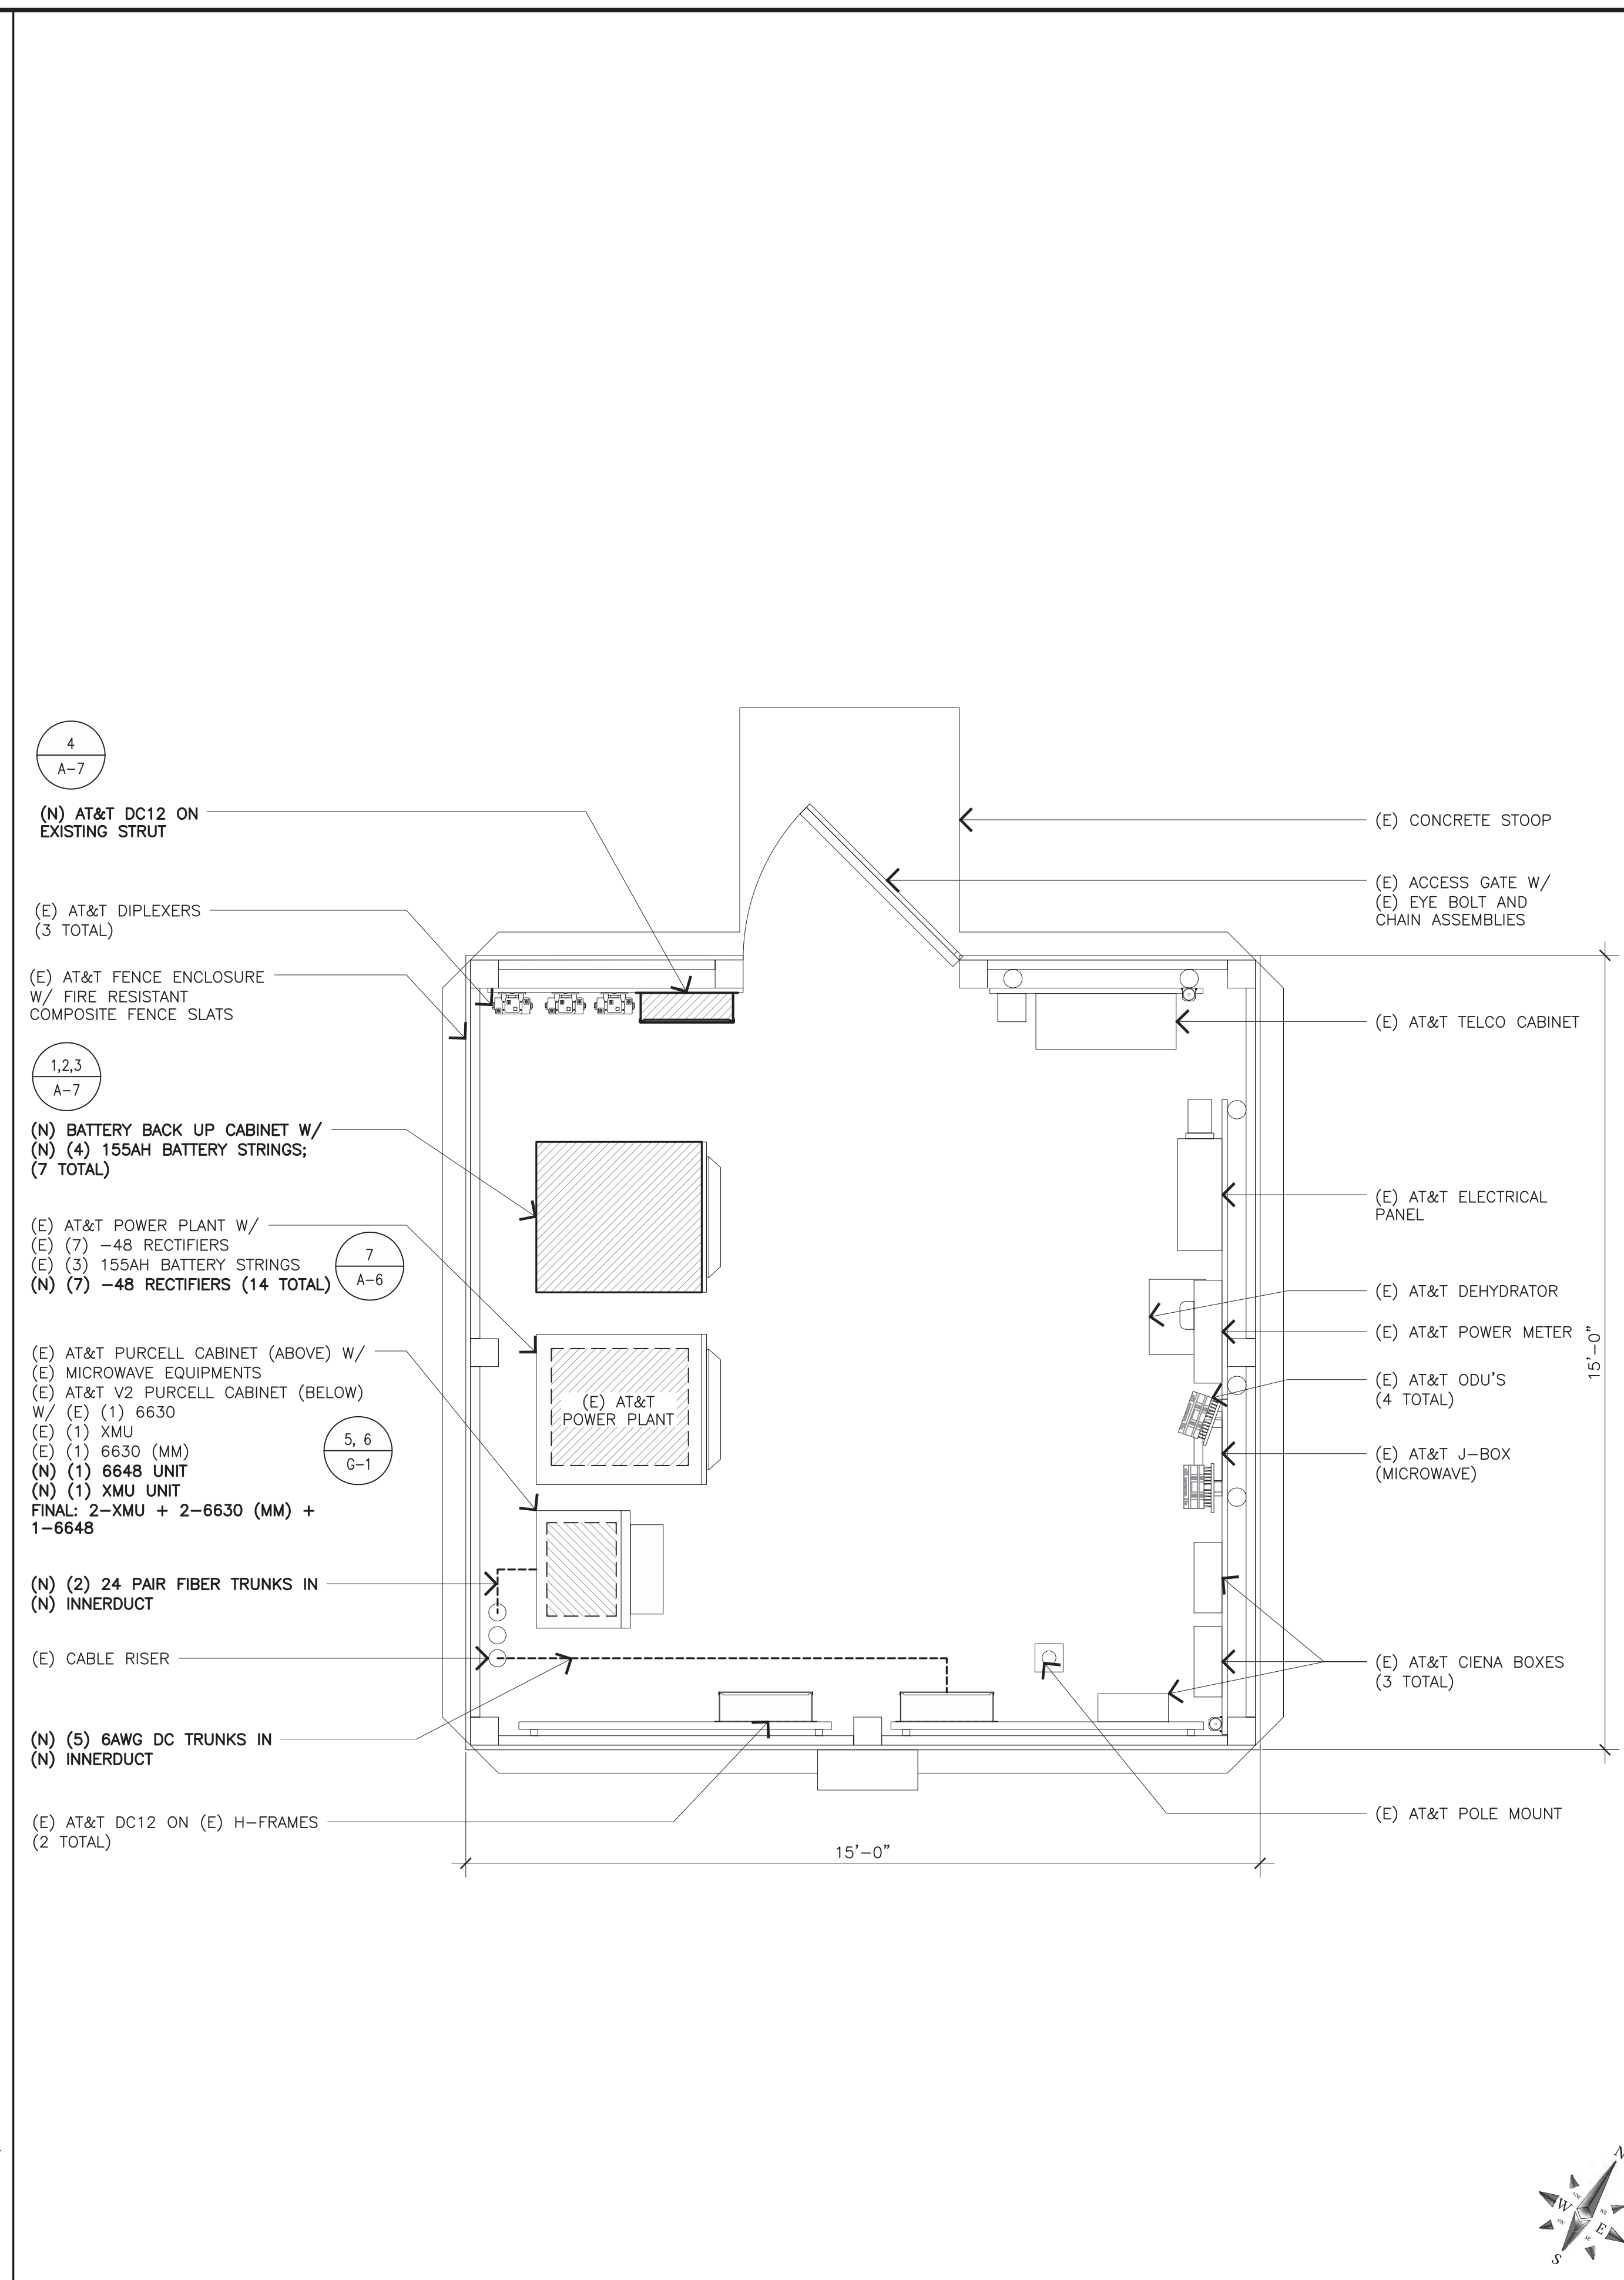 4
A-7
(N) AT&T DC12 ON
EXISTING STRUT
(E) AT&T DIPLEXERS
(3 TOTAL)
(E) AT&T FENCE ENCLOSURE
W/ FIRE RESISTANT
COMPOSITE FENCE SLATS
1,2,3
A-7
(N) BATTERY BACK UP CABINET W/
(N) (4) 155AH BATTERY STRINGS;
(7 TOTAL)
(E) AT&T POWER PLANT W/
(E) (7) -48 RECTIFIERS
(E) (3) 155AH BATTERY STRINGS
(N) (7) -48 RECTIFIERS (14 TOTAL)
7
A-6
(E) AT&T PURCELL CABINET (ABOVE) W/
(E) MICROWAVE EQUIPMENTS
(E) AT&T V2 PURCELL CABINET (BELOW)
W/ (E) (1) 6630
(E) (1) XMU
(E) (1) 6630 (MM)
(N) (1) 6648 UNIT
(N) (1) XMU UNIT
FINAL: 2-XMU + 2-6630 (MM) +
1-6648
5, 6
G-1
(N) (2) 24 PAIR FIBER TRUNKS IN
(N) INNERDUCT
(E) CABLE RISER
(N) (5) 6AWG DC TRUNKS IN
(N) INNERDUCT
(E) AT&T DC12 ON (E) H-FRAMES
(2 TOTAL)
(E) AT&T
POWER PLANT
15'-0"
(E) CONCRETE STOOP
(E) ACCESS GATE W/
(E) EYE BOLT AND
CHAIN ASSEMBLIES
(E) AT&T TELCO CABINET
(E) AT&T ELECTRICAL
PANEL
(E) AT&T DEHYDRATOR
(E) AT&T POWER METER
(E) AT&T ODU'S
(4 TOTAL)
(E) AT&T J-BOX
(MICROWAVE)
(E) AT&T CIENA BOXES
(3 TOTAL)
(E) AT&T POLE MOUNT
15'-0"
N
NW
W
NE
SW
E
SE
S